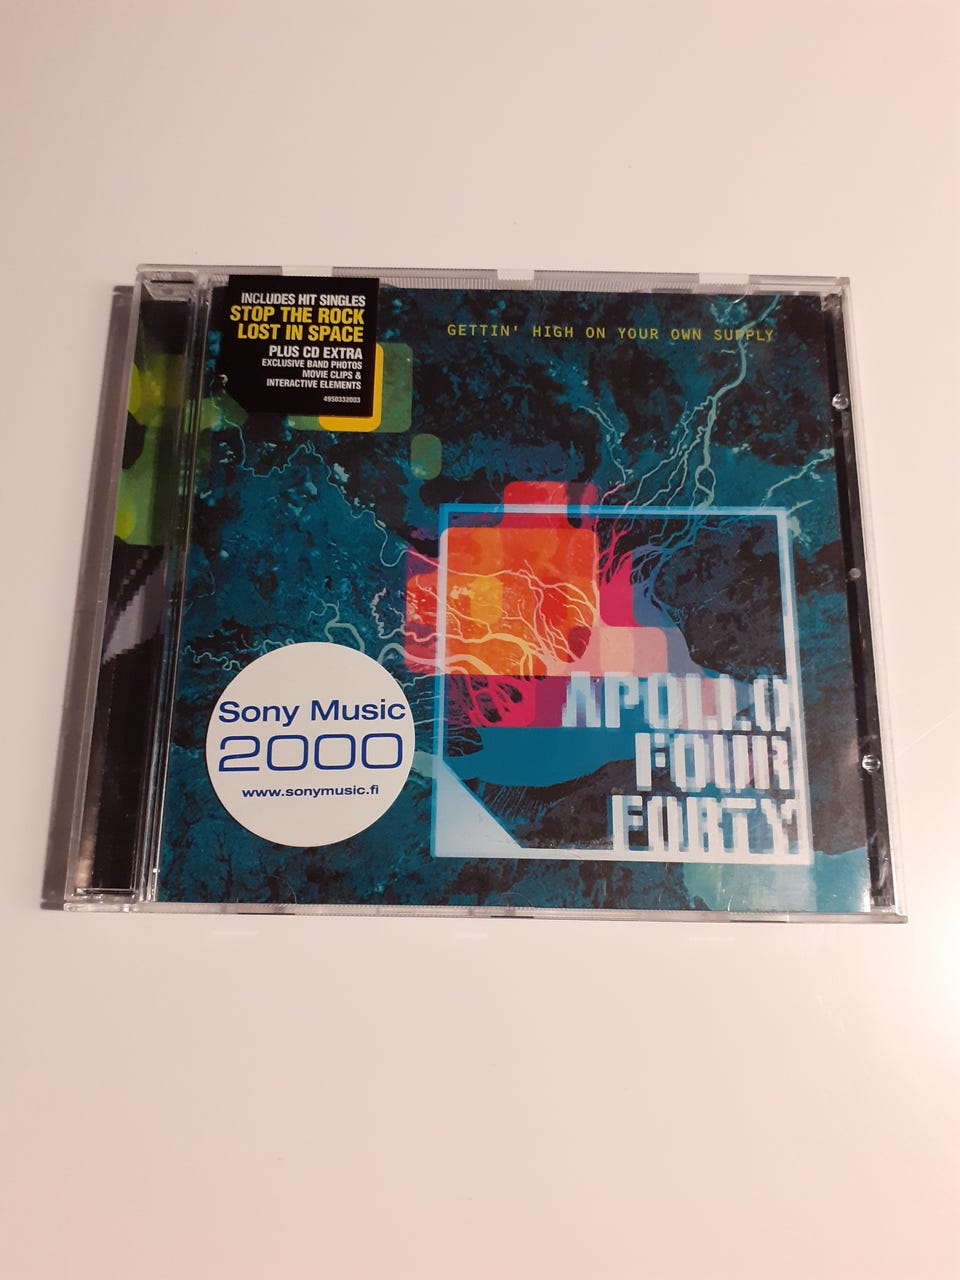 INCLUDES HIT SINGLES
STOP THE ROCK
LOST IN SPACE
PLUS CD EXTRA
EXCLUSIVE BAND PHOTOS
MOVIE CLIPS &
INTERACTIVE ELEMENTS
4950332003
GETTIN' HIGH ON YOUR OWN SUPPLY
APOLLO
FOUR
FORTY
Sony Music
2000
www.sonymusic.fi